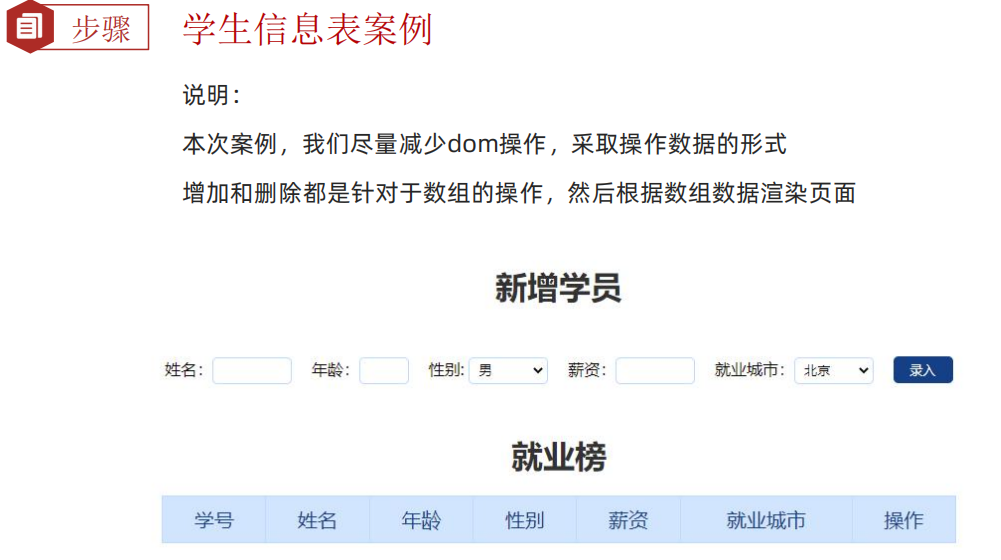 步骤 学生信息表案例
说明：
本次案例，我们尽量减少dom操作，采取操作数据的形式
增加和删除都是针对于数组的操作，然后根据数组数据渲染页面
新增学员
姓名： 年龄： 性别: 男 薪资： 就业城市： 北京 录入
就业榜
学号 姓名 年龄 性别 薪资 就业城市 操作